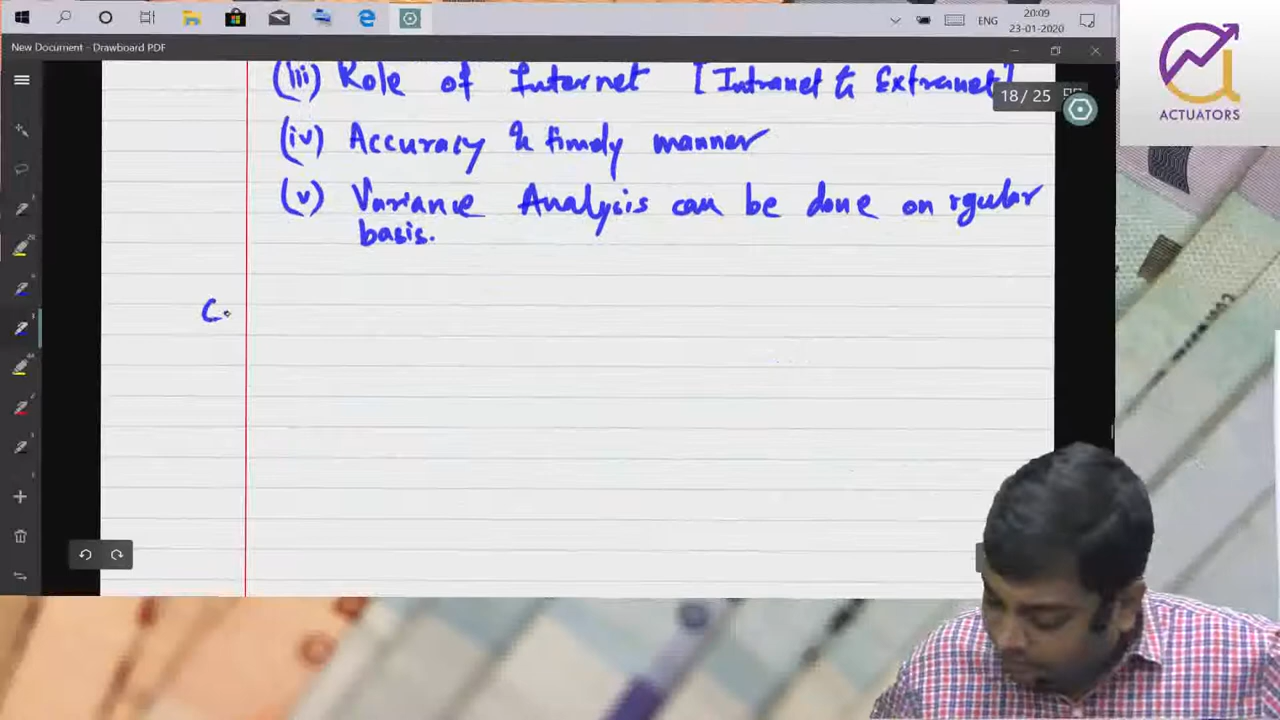 20:09
ENG
23-01-2020
New Document - Drawboard PDF
ACTUATORS
(iii) Role of Internet [Intranet & Extranet]
18 / 25
(iv) Accuracy & timely manner
(v) Variance Analysis can be done on rgular
basis.
C